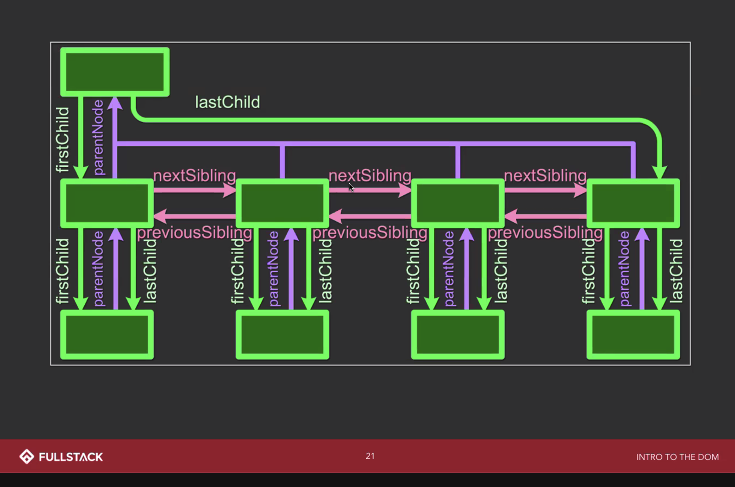 lastChild
firstChild
parentNode
nextSibling
nextSibling
nextSibling
previousSibling
previousSibling
previousSibling
firstChild
parentNode
lastChild
firstChild
parentNode
lastChild
firstChild
parentNode
lastChild
firstChild
parentNode
lastChild
FULLSTACK
21
INTRO TO THE DOM